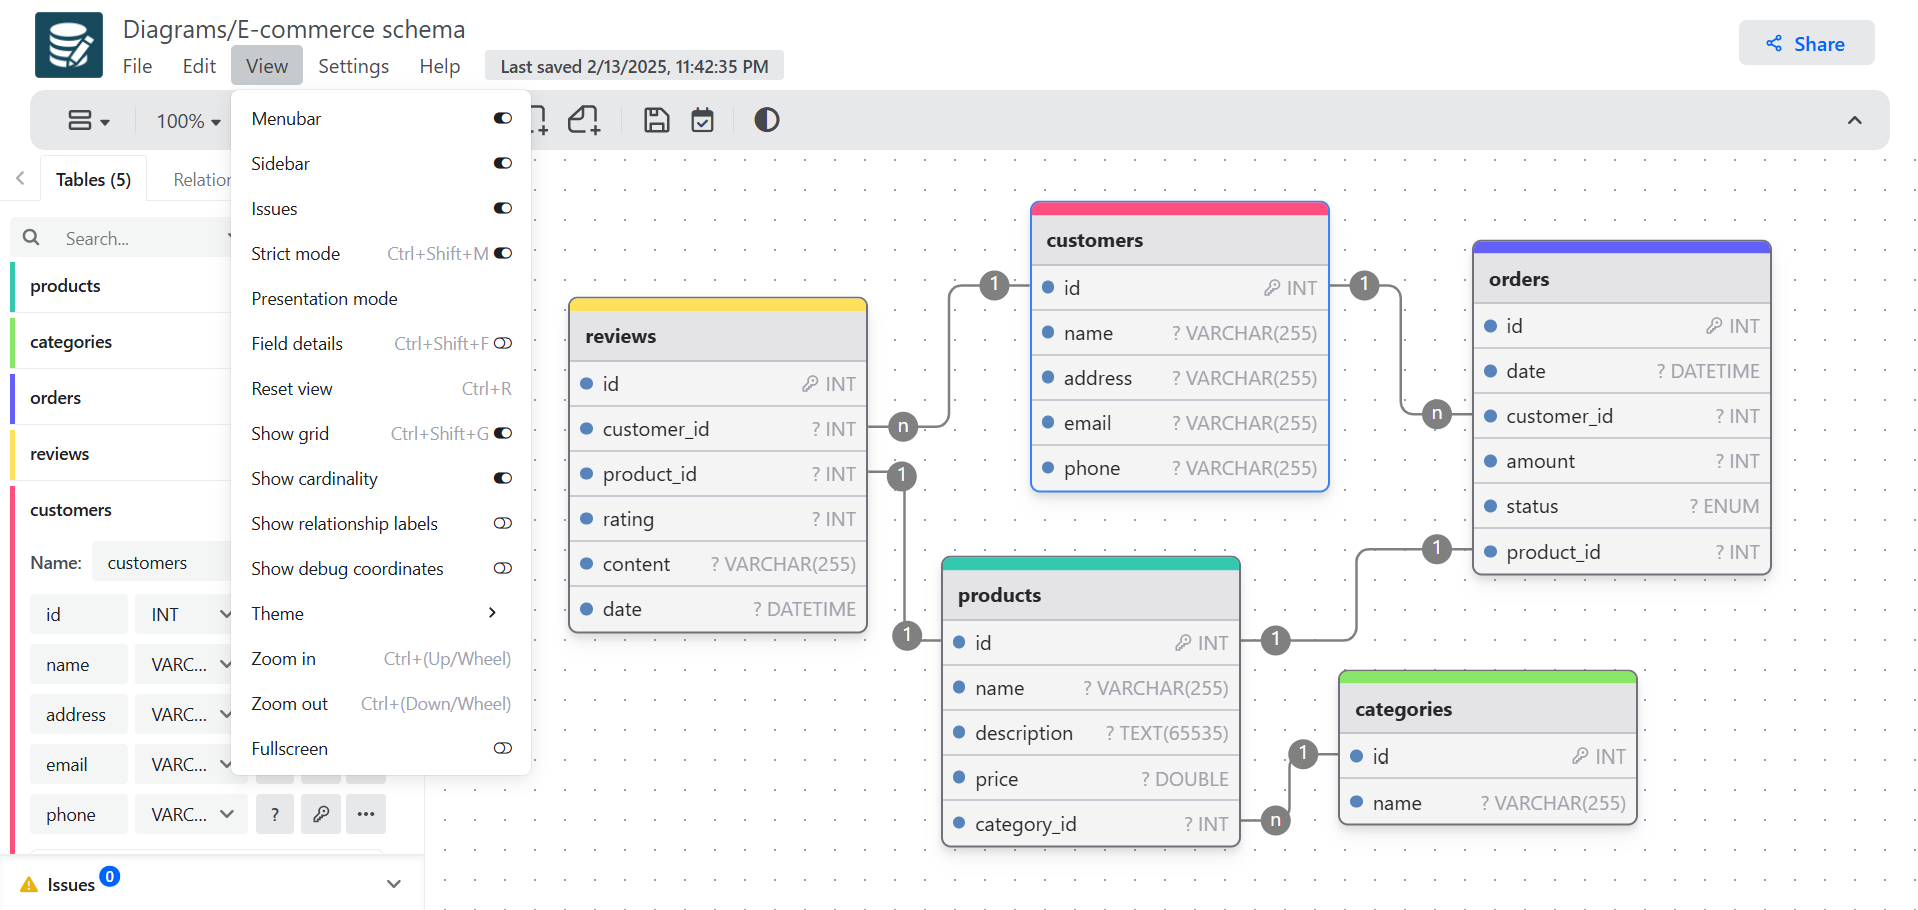 Diagrams/E-commerce schema
File Edit View Settings Help Last saved 2/13/2025, 11:42:35 PM
Share
100%
Tables (5)
Search...
products
categories
orders
reviews
customers
Name: customers
id INT
name VARC...
address VARC...
email VARC...
phone VARC... ? ...
Issues 0
Menubar
Sidebar
Issues
Strict mode Ctrl+Shift+M
Presentation mode
Field details Ctrl+Shift+F
Reset view Ctrl+R
Show grid Ctrl+Shift+G
Show cardinality
Show relationship labels
Show debug coordinates
Theme
Zoom in Ctrl+(Up/Wheel)
Zoom out Ctrl+(Down/Wheel)
Fullscreen
reviews
id INT
customer_id ? INT
product_id ? INT
rating ? INT
content ? VARCHAR(255)
date ? DATETIME
n
1
1
1
customers
id INT
name ? VARCHAR(255)
address ? VARCHAR(255)
email ? VARCHAR(255)
phone ? VARCHAR(255)
1
n
1
orders
id INT
date ? DATETIME
customer_id ? INT
amount ? INT
status ? ENUM
product_id ? INT
products
id INT
name ? VARCHAR(255)
description ? TEXT(65535)
price ? DOUBLE
category_id ? INT
1
1
n
categories
id INT
name ? VARCHAR(255)